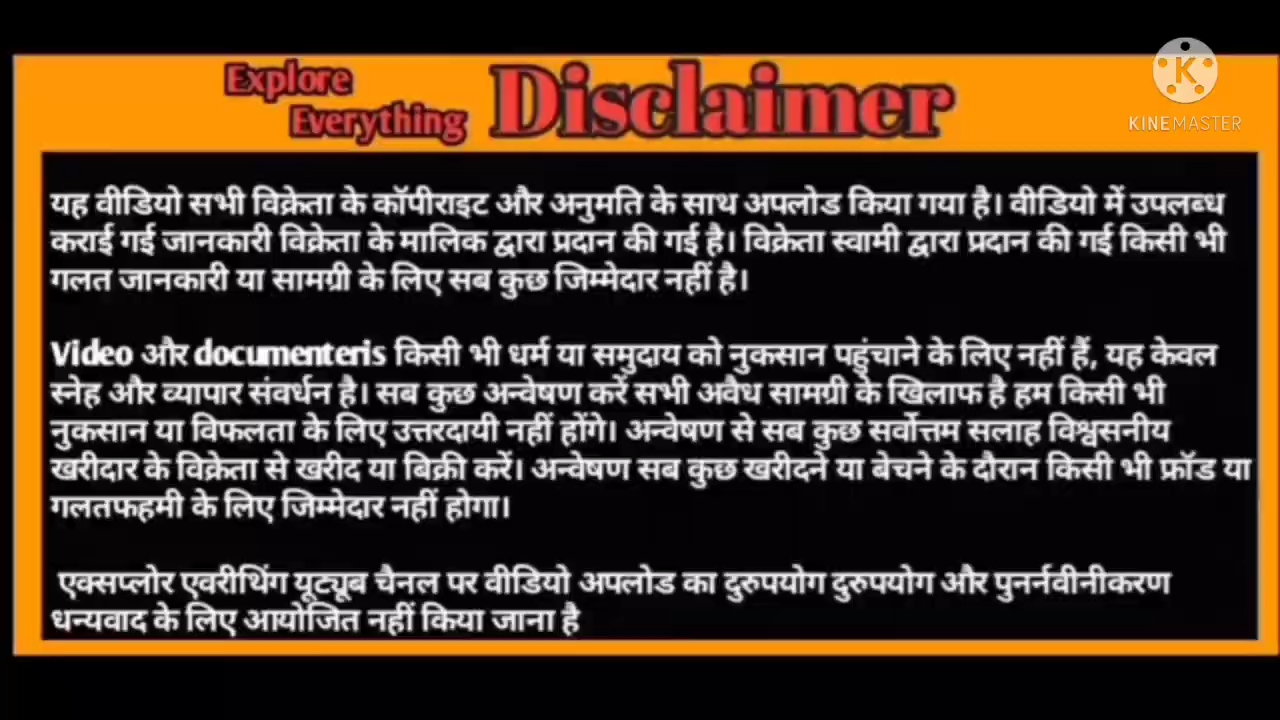 Explore
Everything
Disclaimer
KINEMASTER
यह वीडियो सभी विक्रेता के कॉपीराइट और अनुमति के साथ अपलोड किया गया है। वीडियो में उपलब्ध
कराई गई जानकारी विक्रेता के मालिक द्वारा प्रदान की गई है। विक्रेता स्वामी द्वारा प्रदान की गई किसी भी
गलत जानकारी या सामग्री के लिए सब कुछ जिम्मेदार नहीं है।
Video और documenteris किसी भी धर्म या समुदाय को नुकसान पहुंचाने के लिए नहीं हैं, यह केवल
स्नेह और व्यापार संवर्धन है। सब कुछ अन्वेषण करें सभी अवैध सामग्री के खिलाफ है हम किसी भी
नुकसान या विफलता के लिए उत्तरदायी नहीं होंगे। अन्वेषण से सब कुछ सर्वोत्तम सलाह विश्वसनीय
खरीदार के विक्रेता से खरीद या बिक्री करें। अन्वेषण सब कुछ खरीदने या बेचने के दौरान किसी भी फ्रॉड या
गलतफहमी के लिए जिम्मेदार नहीं होगा।
एक्सप्लोर एवरीथिंग यूट्यूब चैनल पर वीडियो अपलोड का दुरुपयोग दुरुपयोग और पुनर्नवीनीकरण
धन्यवाद के लिए आयोजित नहीं किया जाना है